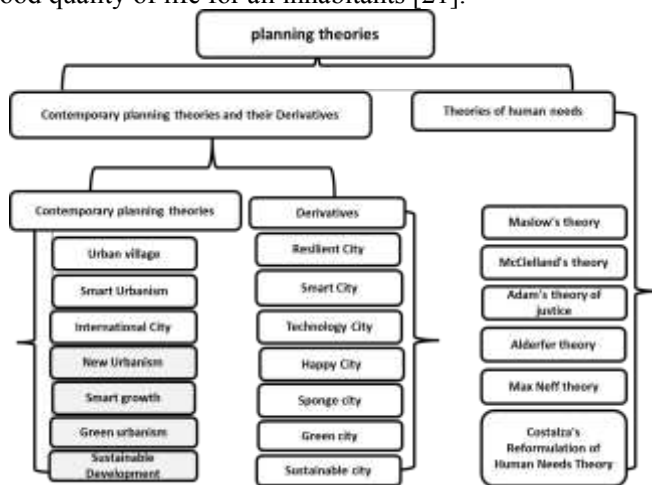 ood quality of life for all inhabitants [21].
planning theories
Contemporary planning theories and their Derivatives
Theories of human needs
Contemporary planning theories
Urban village
Smart Urbanism
International City
New Urbanism
Smart growth
Green urbanism
Sustainable
Development
Derivatives
Resilient City
Smart City
Technology City
Happy City
Sponge city
Green city
Sustainable city
Maslow's theory
McClelland's theory
Adam's theory of
justice
Alderfer theory
Max Neff theory
Costalza's
Reformulation of
Human Needs Theory